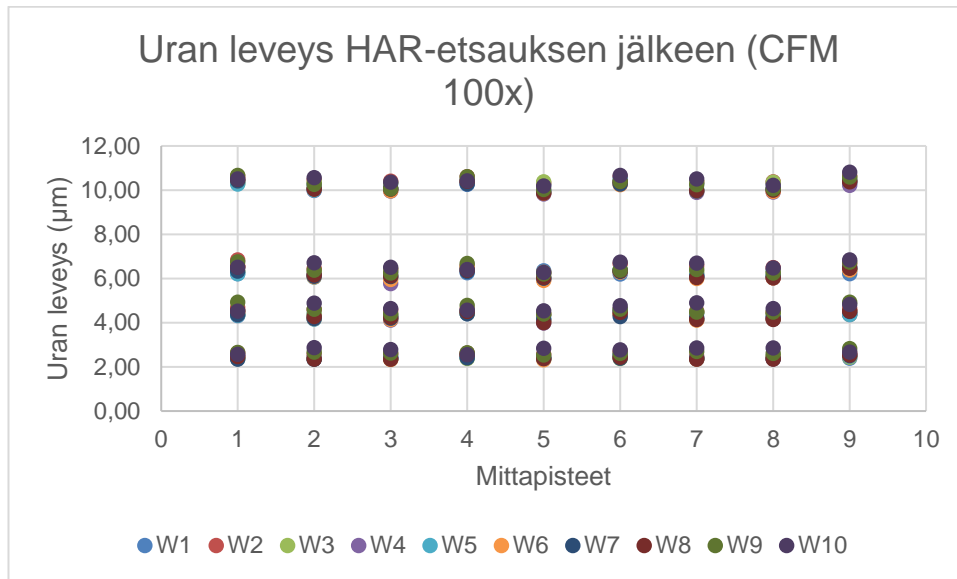 Uran leveys HAR-etsauksen jälkeen (CFM
100x)
12,00
10,00
8,00
6,00
4,00
2,00
0,00
Uran leveys (µm)
0 1 2 3 4 5 6 7 8 9 10
Mittapisteet
W1 W2 W3 W4 W5 W6 W7 W8 W9 W10